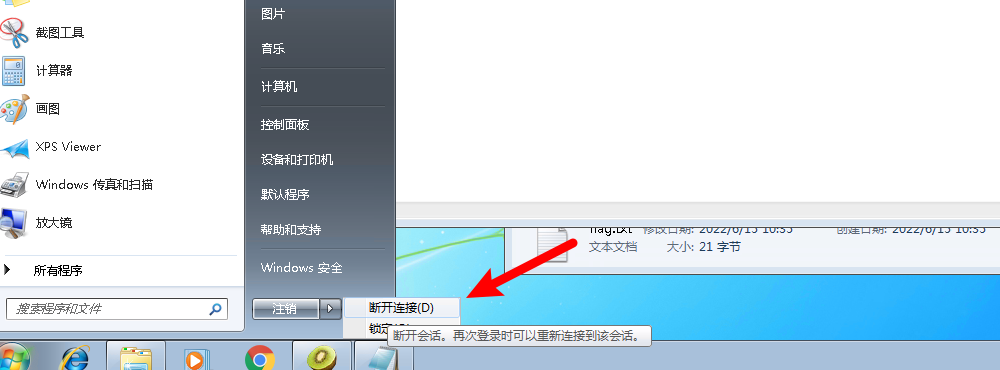 截图工具
计算器
画图
XPS Viewer
Windows 传真和扫描
放大镜
所有程序
搜索程序和文件
图片
音乐
计算机
控制面板
设备和打印机
默认程序
帮助和支持
Windows 安全
注销
断开连接(D)
锁定
断开会话。再次登录时可以重新连接到该会话。
flag.txt 修改日期: 2022/6/15 10:35 创建日期: 2022/6/15 10:35
文本文档 大小: 21 字节